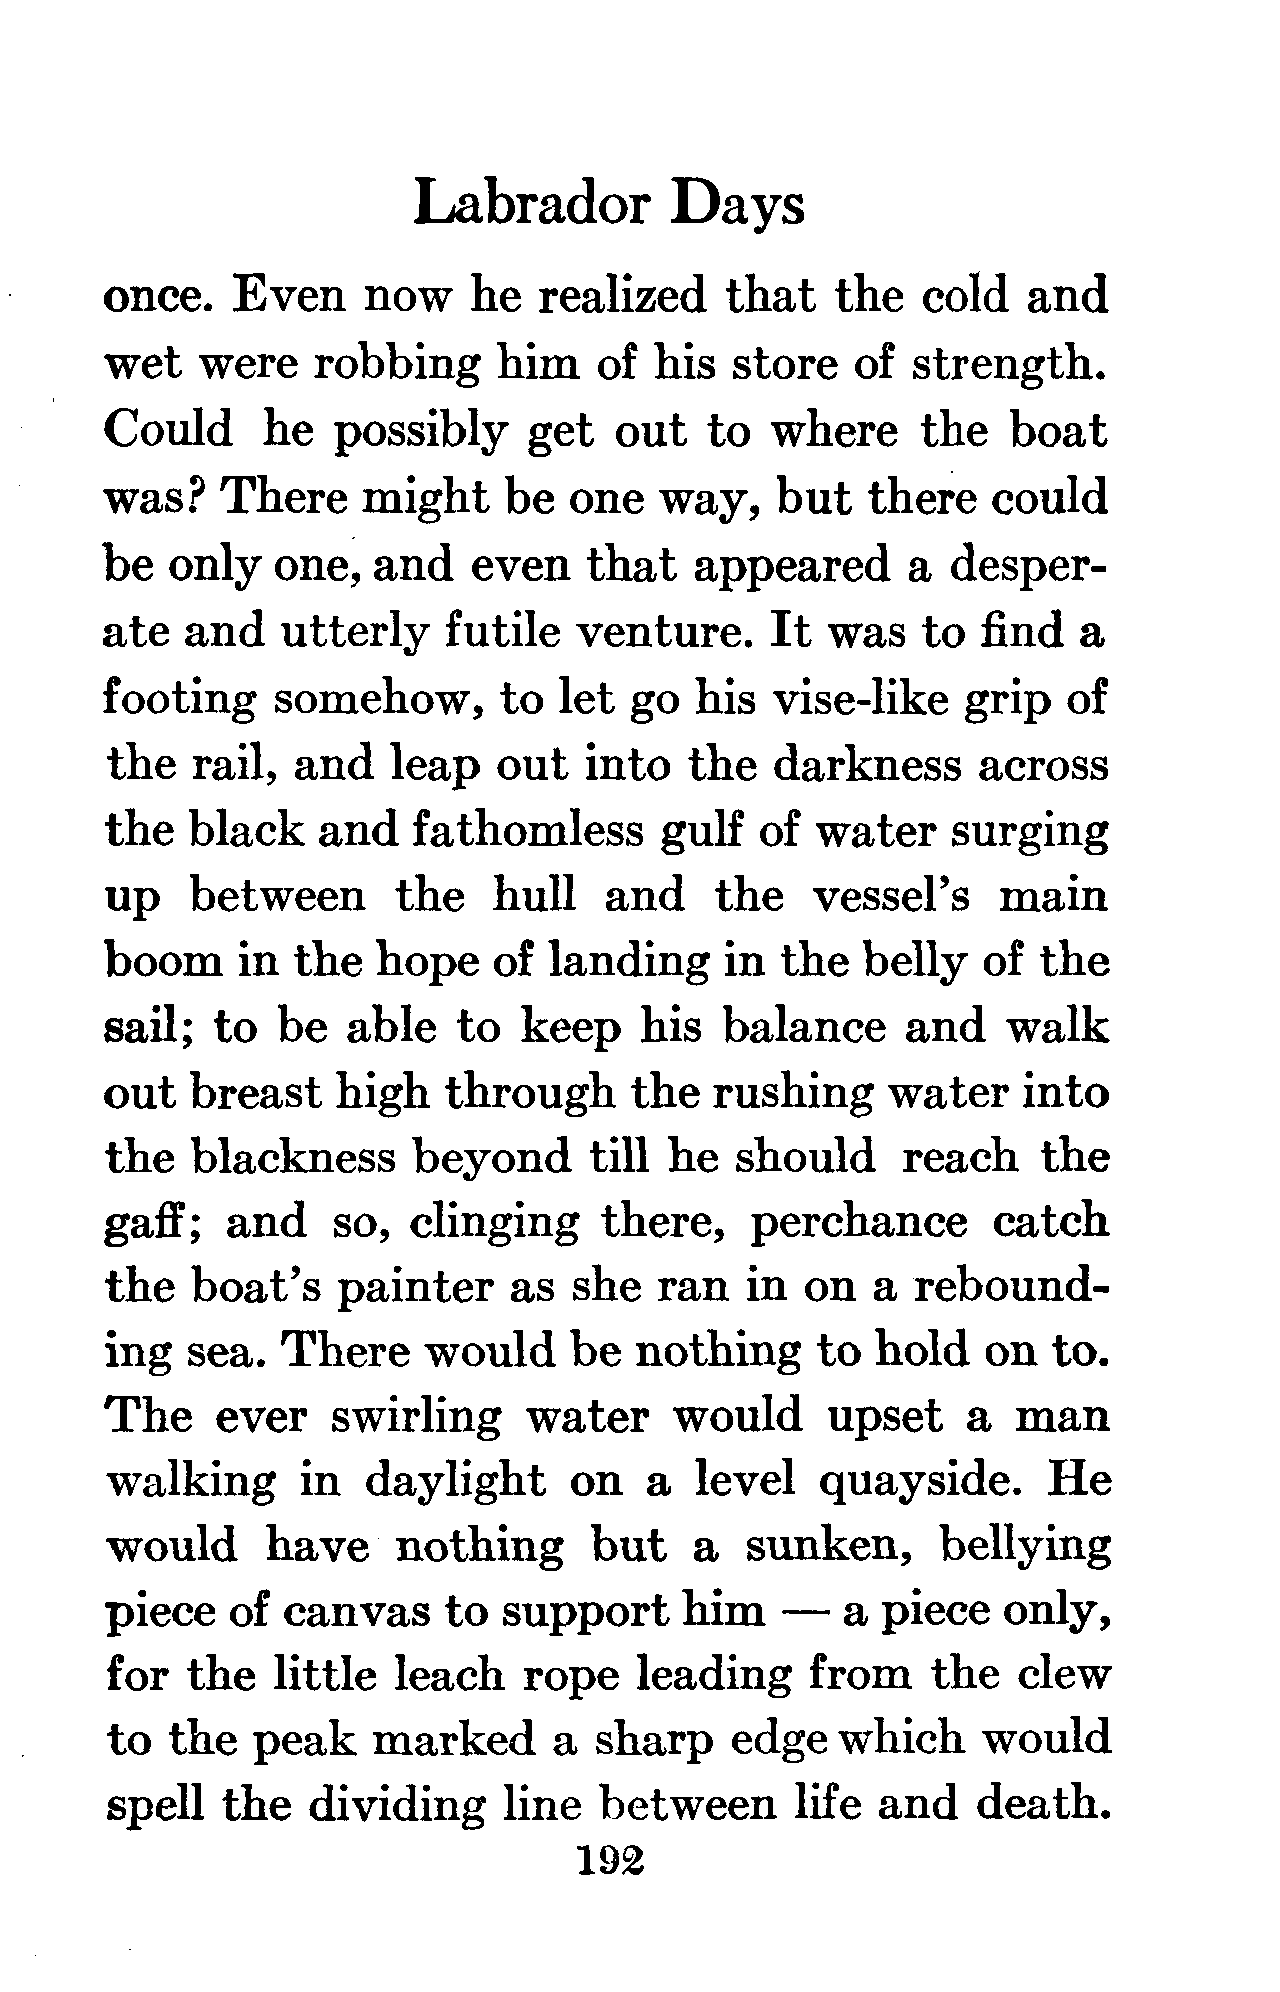 Labrador Days
once. Even now he realized that the cold and
wet were robbing him of his store of strength.
Could he possibly get out to where the boat
was? There might be one way, but there could
be only one, and even that appeared a desper-
ate and utterly futile venture. It was to find a
footing somehow, to let go his vise-like grip of
the rail, and leap out into the darkness across
the black and fathomless gulf of water surging
up between the hull and the vessel's main
boom in the hope of landing in the belly of the
sail; to be able to keep his balance and walk
out breast high through the rushing water into
the blackness beyond till he should reach the
gaff; and so, clinging there, perchance catch
the boat's painter as she ran in on a rebound-
ing sea. There would be nothing to hold on to.
The ever swirling water would upset a man
walking in daylight on a level quayside. He
would have nothing but a sunken, bellying
piece of canvas to support him — a piece only,
for the little leach rope leading from the clew
to the peak marked a sharp edge which would
spell the dividing line between life and death.
192